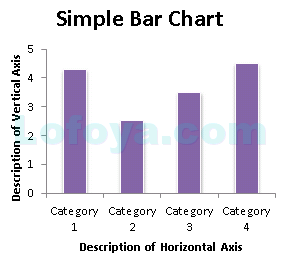 Simple Bar Chart
Description of Vertical Axis
5
4
3
2
1
0
Lofoya.com
Category 1
Category 2
Category 3
Category 4
Description of Horizontal Axis